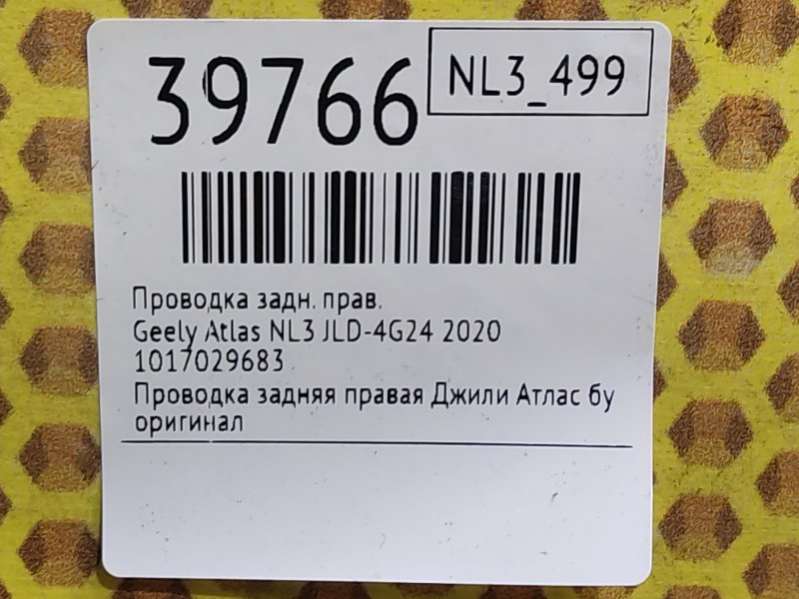 39766
NL3_499
Проводка задн. прав.
Geely Atlas NL3 JLD-4G24 2020
1017029683
Проводка задняя правая Джили Атлас бу
оригинал